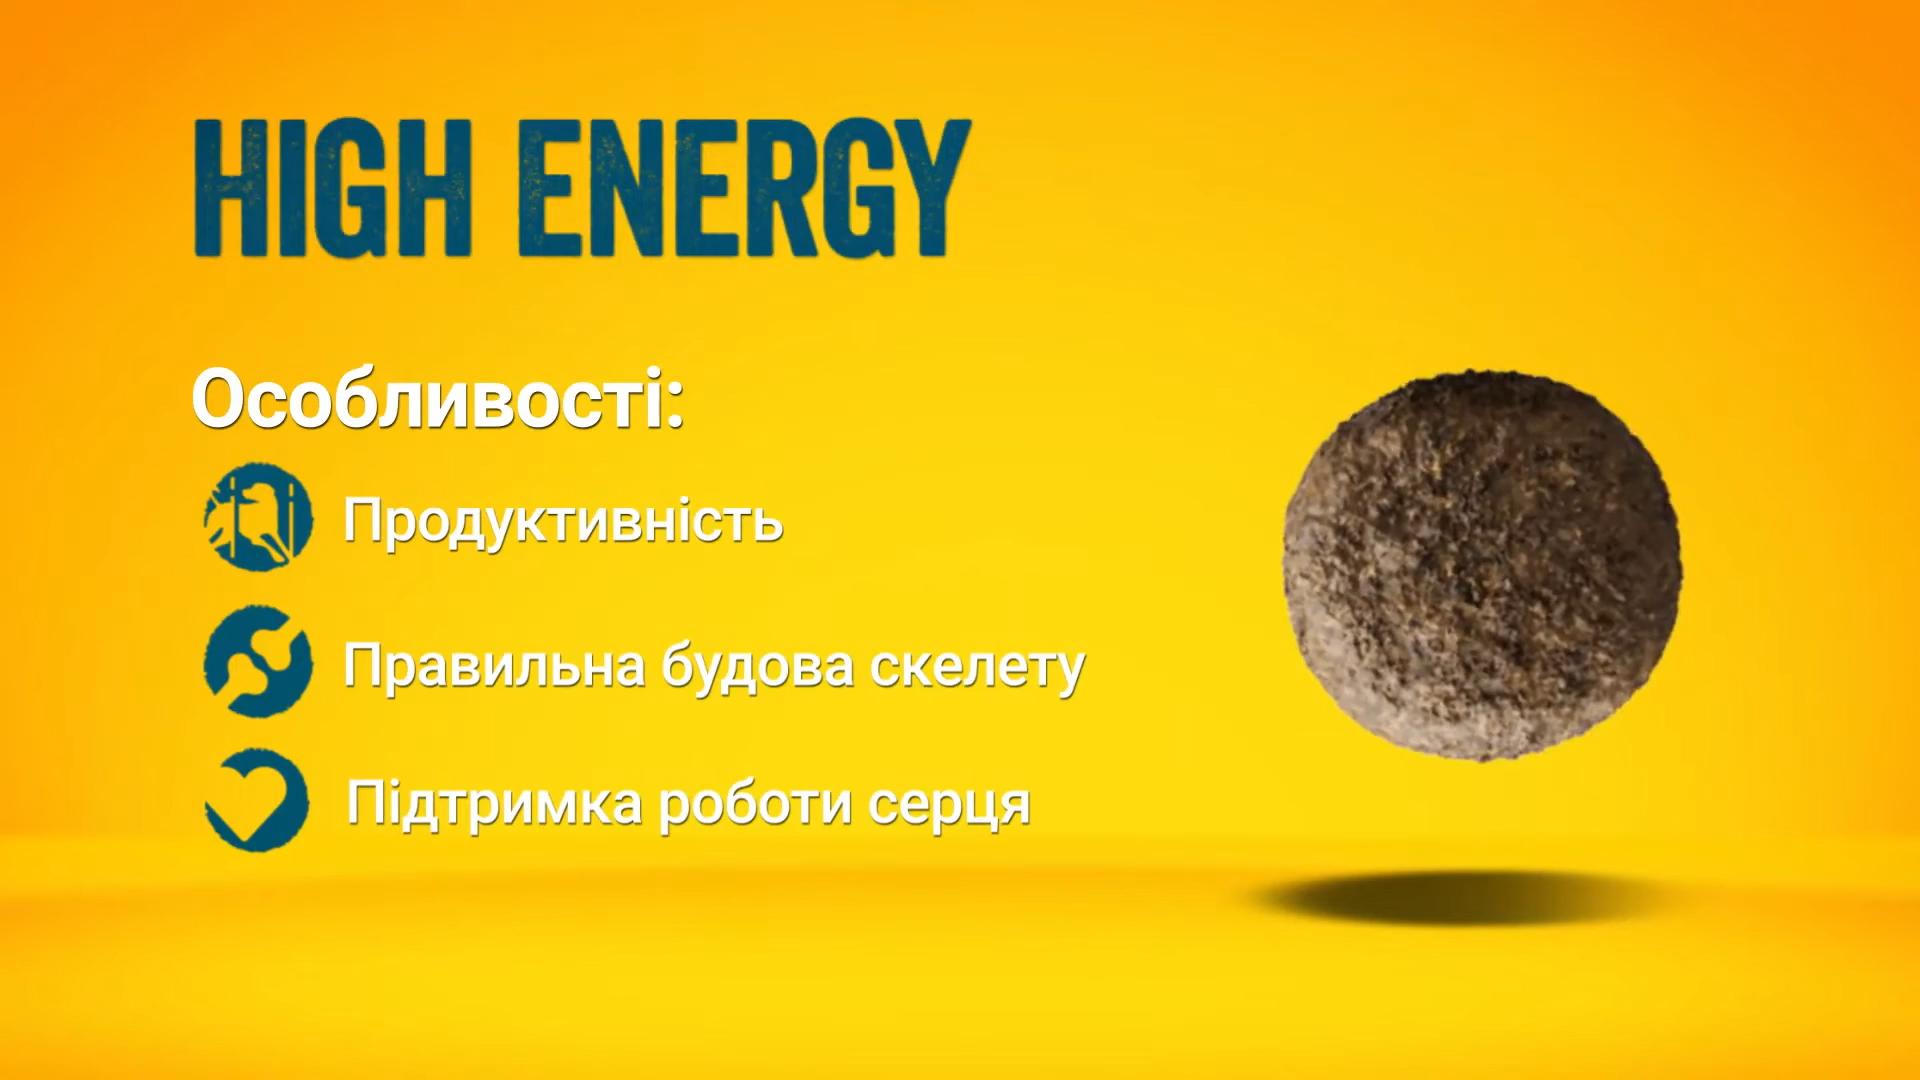 HIGH ENERGY
Особливості:
Продуктивність
Правильна будова скелету
Підтримка роботи серця